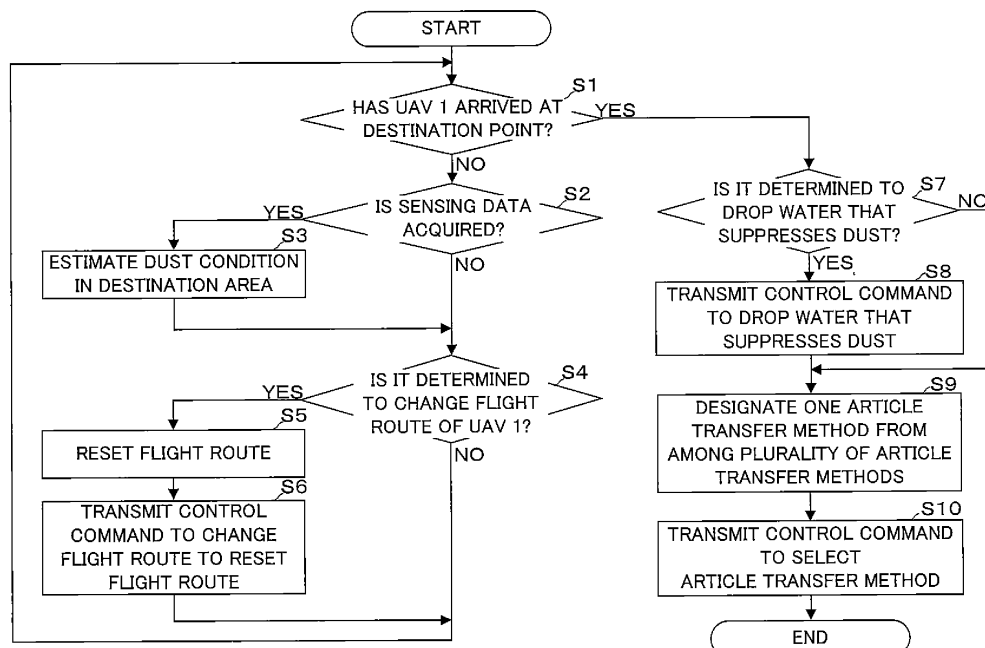 START
S1
HAS UAV 1 ARRIVED AT
DESTINATION POINT?
YES
NO
S2
IS SENSING DATA
ACQUIRED?
YES
NO
S3
ESTIMATE DUST CONDITION
IN DESTINATION AREA
S4
IS IT DETERMINED
TO CHANGE FLIGHT
ROUTE OF UAV 1?
YES
NO
S5
RESET FLIGHT ROUTE
S6
TRANSMIT CONTROL
COMMAND TO CHANGE
FLIGHT ROUTE TO RESET
FLIGHT ROUTE
S7
IS IT DETERMINED TO
DROP WATER THAT
SUPPRESSES DUST?
NO
YES
S8
TRANSMIT CONTROL COMMAND
TO DROP WATER THAT
SUPPRESSES DUST
S9
DESIGNATE ONE ARTICLE
TRANSFER METHOD FROM
AMONG PLURALITY OF ARTICLE
TRANSFER METHODS
S10
TRANSMIT CONTROL COMMAND
TO SELECT
ARTICLE TRANSFER METHOD
END